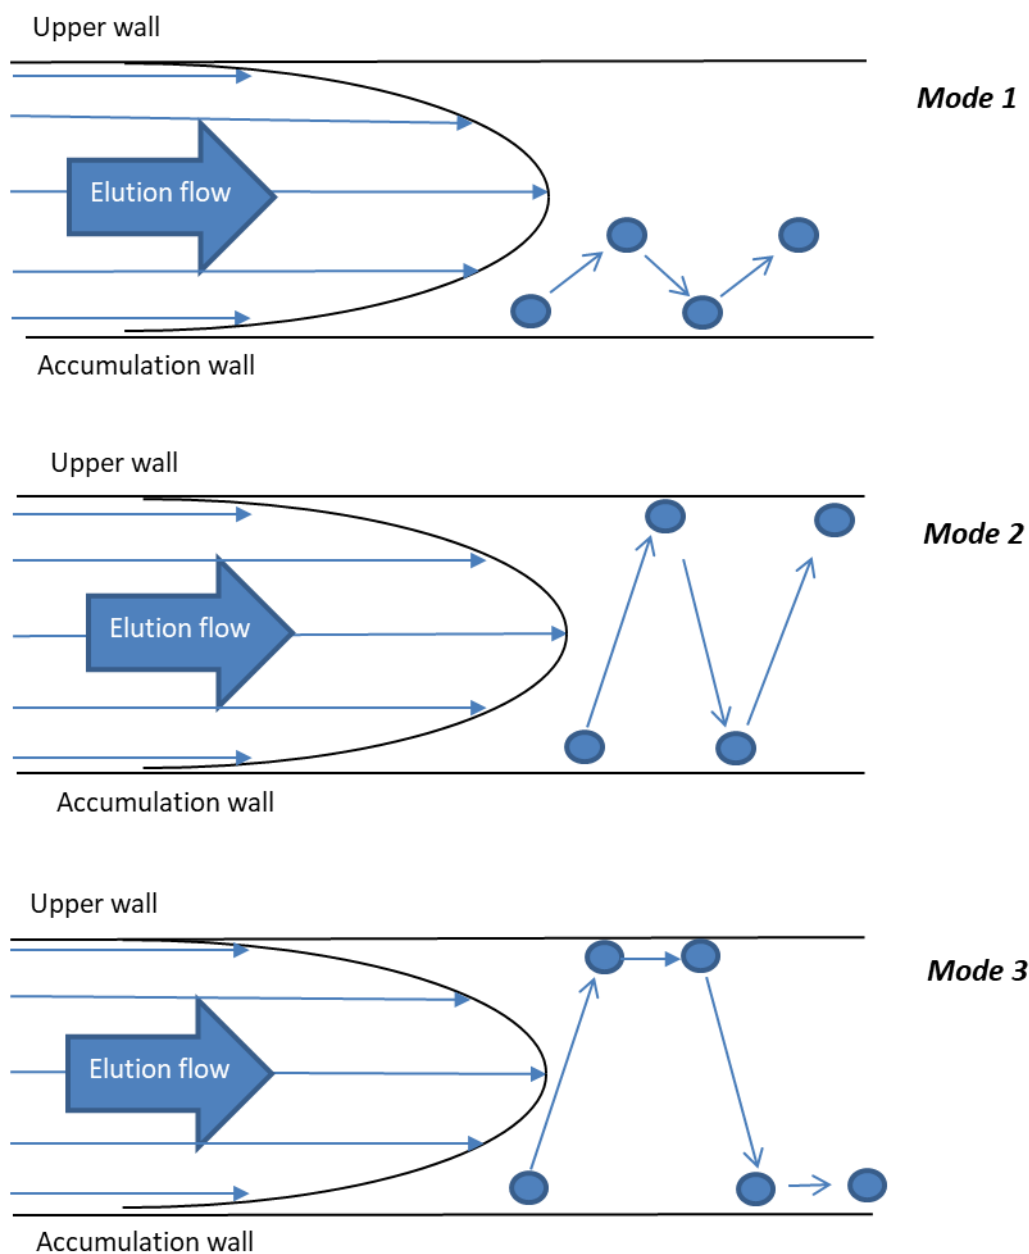 Upper wall
Mode 1
Elution flow
Accumulation wall
Upper wall
Mode 2
Elution flow
Accumulation wall
Upper wall
Mode 3
Elution flow
Accumulation wall